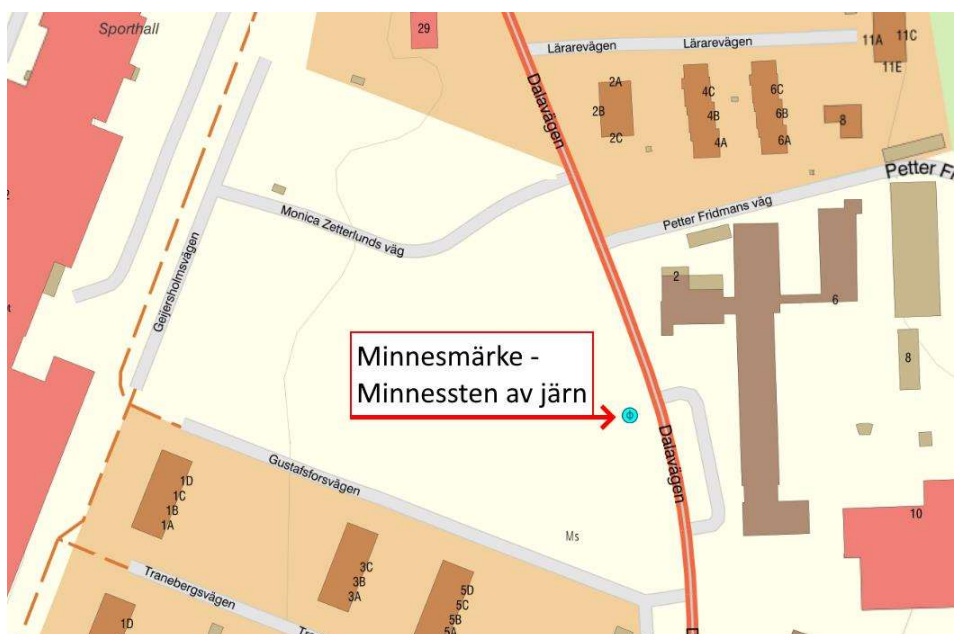 Sporthall
29
Lärarevägen
Lärarevägen
11A
11C
11E
Dalavägen
2A
2B
2C
4C
4B
4A
6C
6B
6A
8
Petter Fr
Petter Fridmans väg
Monica Zetterlunds väg
Geijersholmsvägen
2
6
8
Minnesmärke -
Minnessten av järn
Dalavägen
Gustafsforsvägen
1D
1C
1B
1A
Ms
10
3C
3B
3A
5D
5C
5B
5A
Tranebergsvägen
1D